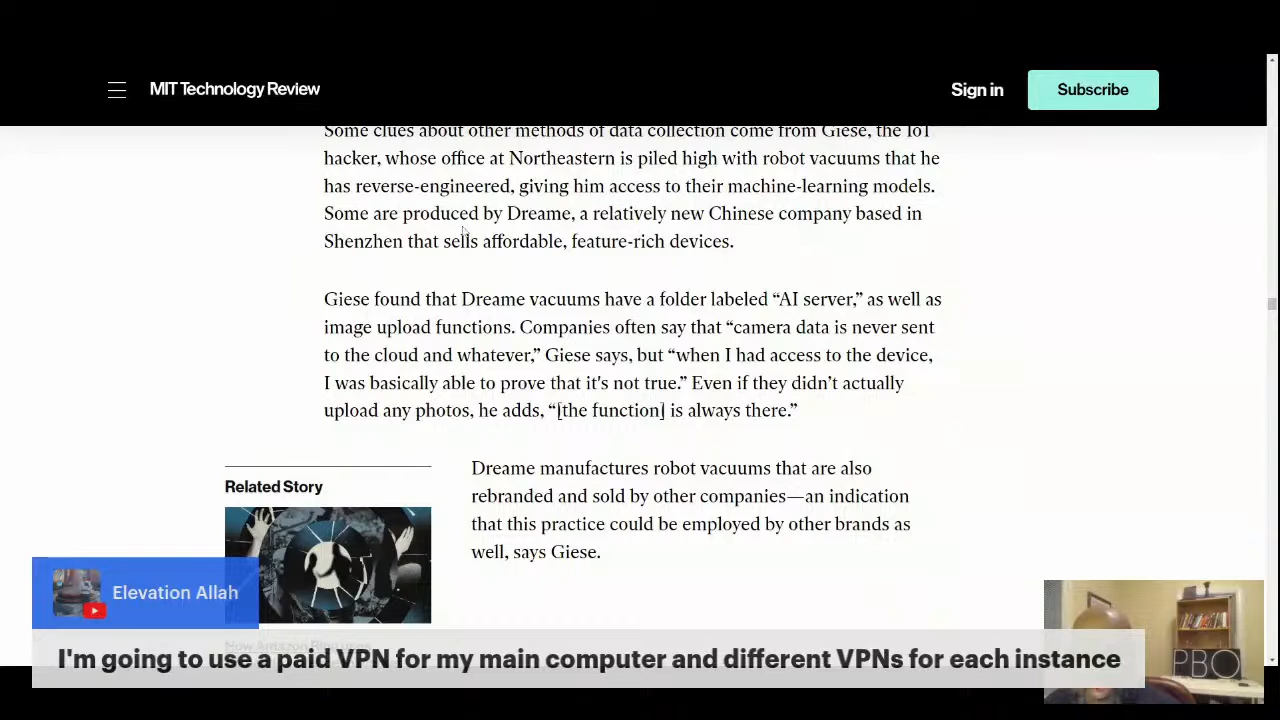 MIT Technology Review
Sign in
Subscribe
Some clues about other methods of data collection come from Giese, the IoT
hacker, whose office at Northeastern is piled high with robot vacuums that he
has reverse-engineered, giving him access to their machine-learning models.
Some are produced by Dreame, a relatively new Chinese company based in
Shenzhen that sells affordable, feature-rich devices.
Giese found that Dreame vacuums have a folder labeled “AI server,” as well as
image upload functions. Companies often say that “camera data is never sent
to the cloud and whatever,” Giese says, but “when I had access to the device,
I was basically able to prove that it's not true.” Even if they didn’t actually
upload any photos, he adds, “[the function] is always there.”
Related Story
Dreame manufactures robot vacuums that are also
rebranded and sold by other companies—an indication
that this practice could be employed by other brands as
well, says Giese.
Elevation Allah
I'm going to use a paid VPN for my main computer and different VPNs for each instance
PBO